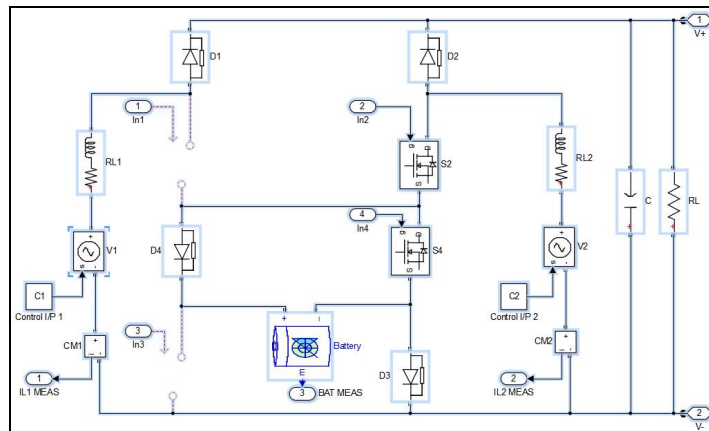 1
V+
D1
D2
1
In1
2
In2
g
D
S
S2
RL1
RL2
C
RL
4
In4
g
D
S
S4
D4
+
-
s
V1
+
-
s
V2
C1
Control I/P 1
C2
Control I/P 2
3
In3
+
−
Battery
E
+
-
i
CM1
+
-
i
CM2
D3
1
IL1 MEAS
3
BAT MEAS
2
IL2 MEAS
2
V-